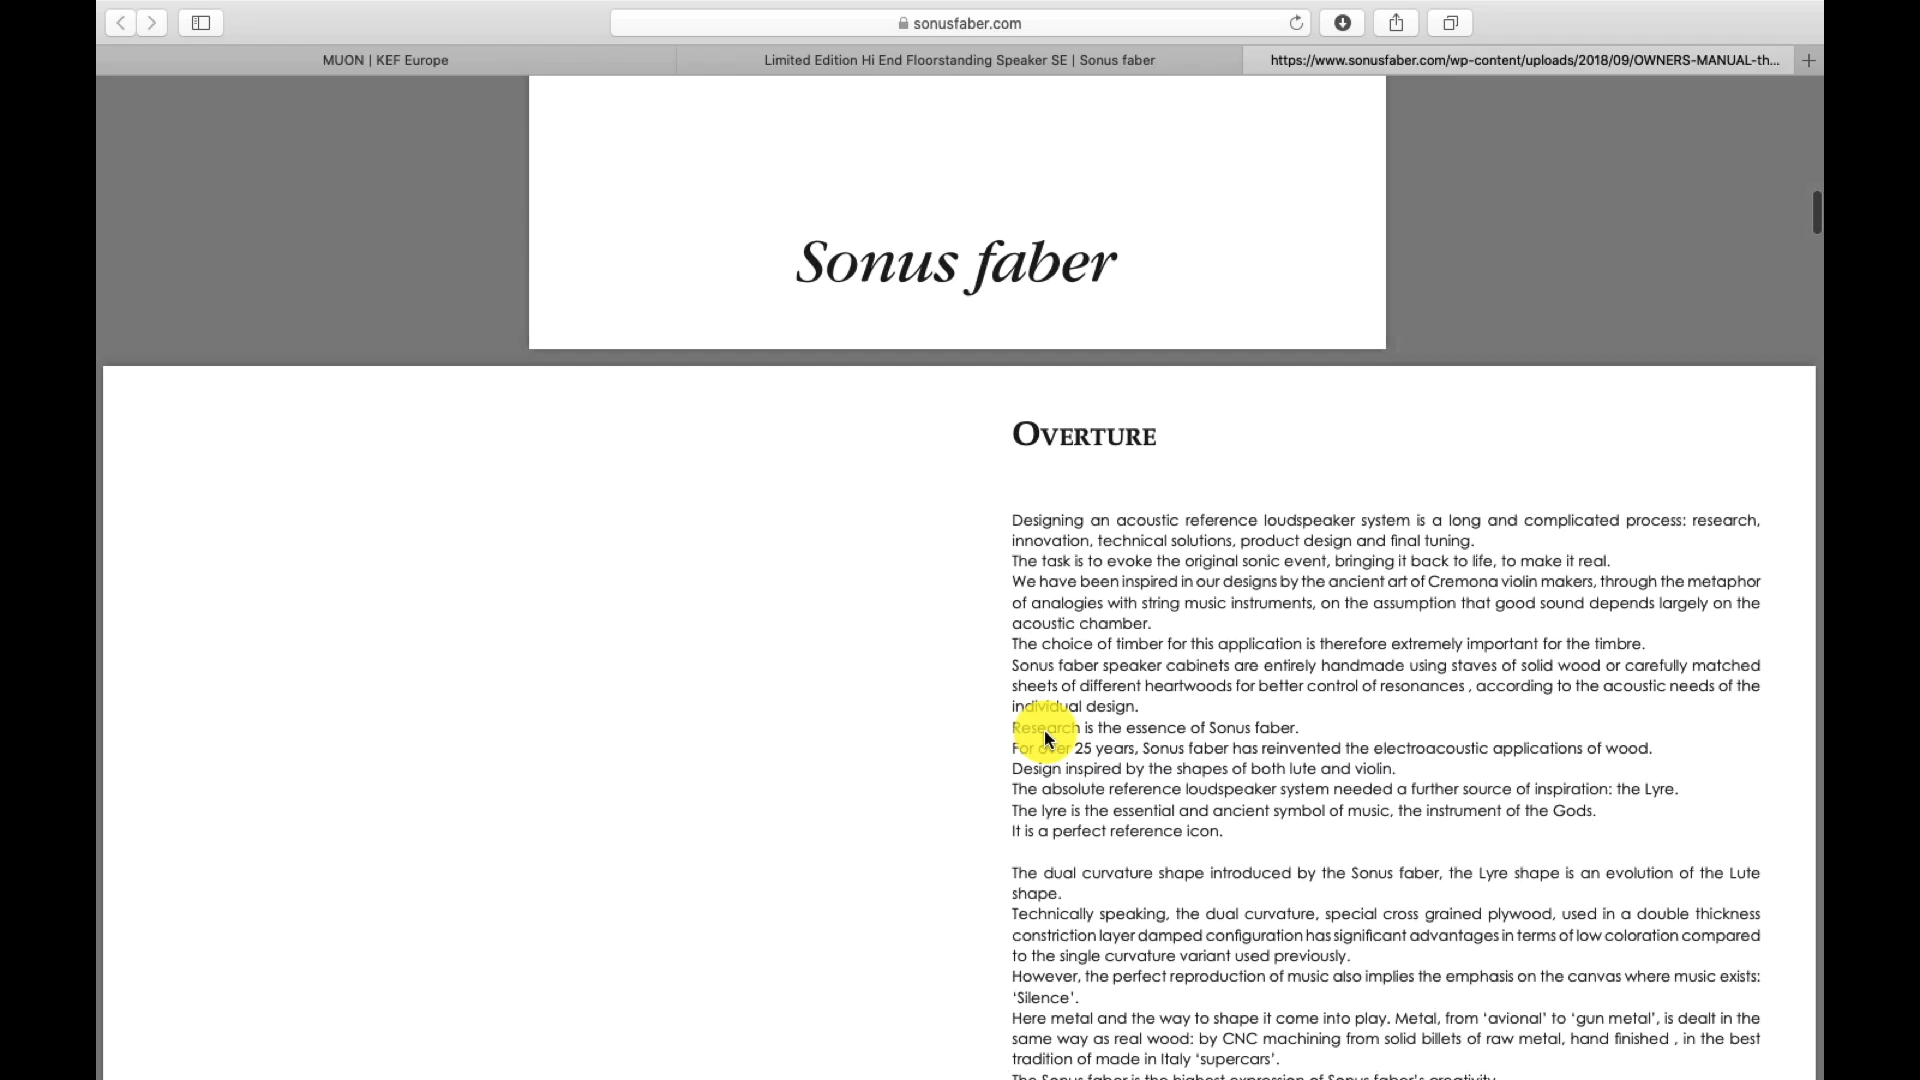 sonusfaber.com
MUON | KEF Europe
Limited Edition Hi End Floorstanding Speaker SE | Sonus faber
https://www.sonusfaber.com/wp-content/uploads/2018/09/OWNERS-MANUAL-th...
Sonus faber
OVERTURE
Designing an acoustic reference loudspeaker system is a long and complicated process: research,
innovation, technical solutions, product design and final tuning.
The task is to evoke the original sonic event, bringing it back to life, to make it real.
We have been inspired in our designs by the ancient art of Cremona violin makers, through the metaphor
of analogies with string music instruments, on the assumption that good sound depends largely on the
acoustic chamber.
The choice of timber for this application is therefore extremely important for the timbre.
Sonus faber speaker cabinets are entirely handmade using staves of solid wood or carefully matched
sheets of different heartwoods for better control of resonances , according to the acoustic needs of the
individual design.
Research is the essence of Sonus faber.
For over 25 years, Sonus faber has reinvented the electroacoustic applications of wood.
Design inspired by the shapes of both lute and violin.
The absolute reference loudspeaker system needed a further source of inspiration: the Lyre.
The lyre is the essential and ancient symbol of music, the instrument of the Gods.
It is a perfect reference icon.
The dual curvature shape introduced by the Sonus faber, the Lyre shape is an evolution of the Lute
shape.
Technically speaking, the dual curvature, special cross grained plywood, used in a double thickness
constriction layer damped configuration has significant advantages in terms of low coloration compared
to the single curvature variant used previously.
However, the perfect reproduction of music also implies the emphasis on the canvas where music exists:
‘Silence’.
Here metal and the way to shape it come into play. Metal, from ‘avional’ to ‘gun metal’, is dealt in the
same way as real wood: by CNC machining from solid billets of raw metal, hand finished , in the best
tradition of made in Italy ‘supercars’.
The Sonus faber is the highest expression of Sonus faber’s creativity